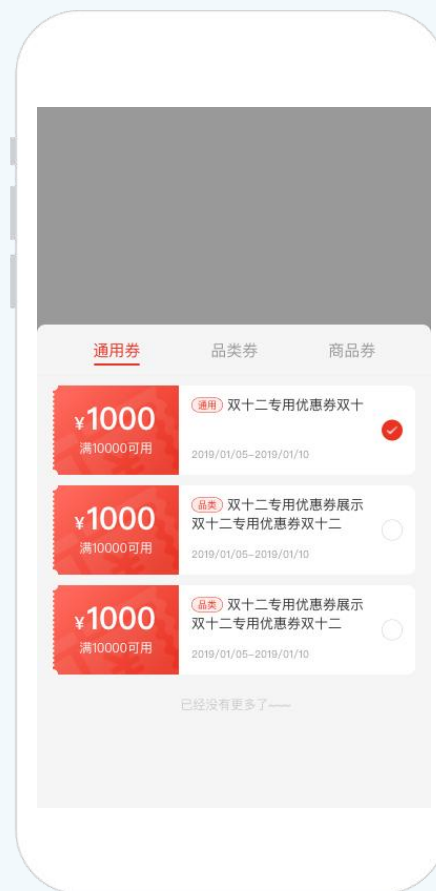 通用券 品类券 商品券
¥1000
满10000可用
通用 双十二专用优惠券双十
2019/01/05-2019/01/10
¥1000
满10000可用
品类 双十二专用优惠券展示
双十二专用优惠券双十二
2019/01/05-2019/01/10
¥1000
满10000可用
品类 双十二专用优惠券展示
双十二专用优惠券双十二
2019/01/05-2019/01/10
已经没有更多了~~